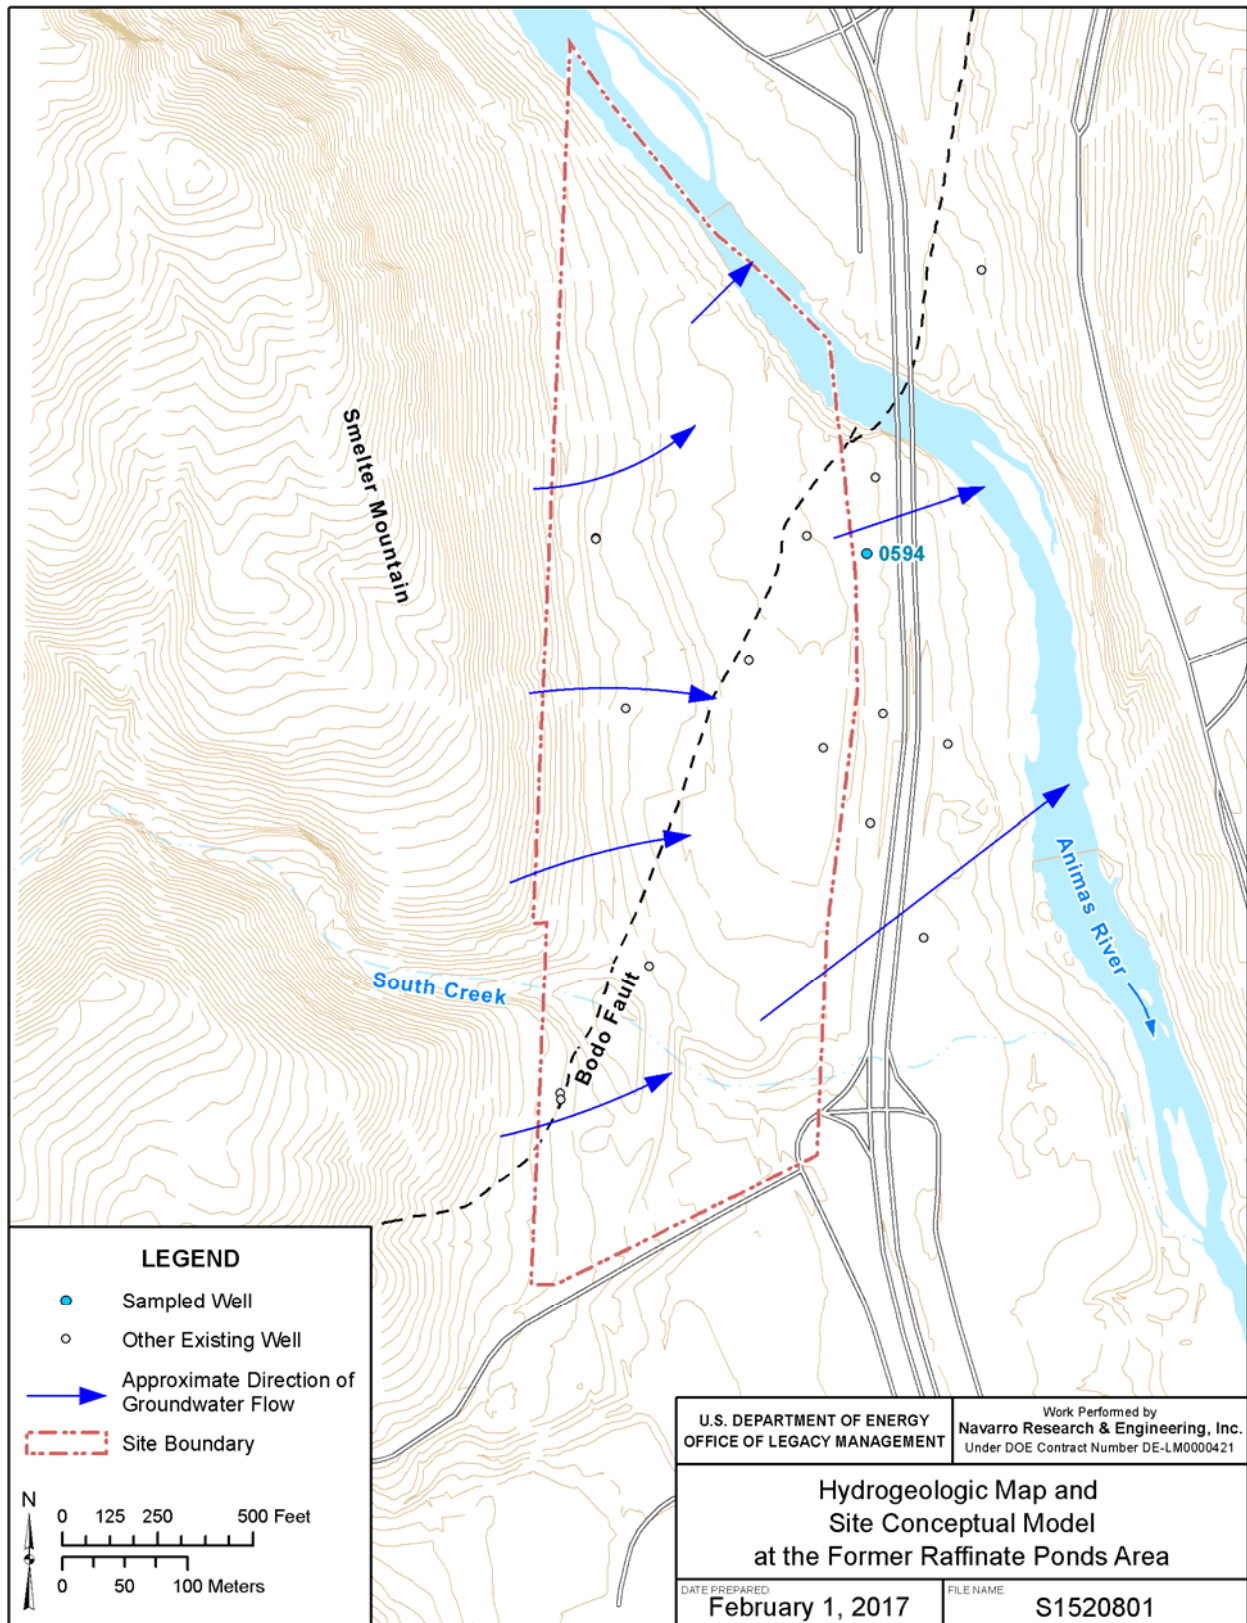 Smelter Mountain
0594
South Creek
Bodo Fault
Animas River
LEGEND
Sampled Well
Other Existing Well
Approximate Direction of
Groundwater Flow
Site Boundary
N
0 125 250 500 Feet
0 50 100 Meters
U.S. DEPARTMENT OF ENERGY
OFFICE OF LEGACY MANAGEMENT
Work Performed by
Navarro Research & Engineering, Inc.
Under DOE Contract Number DE-LM0000421
Hydrogeologic Map and
Site Conceptual Model
at the Former Raffinate Ponds Area
DATE PREPARED:
February 1, 2017
FILE NAME:
S1520801